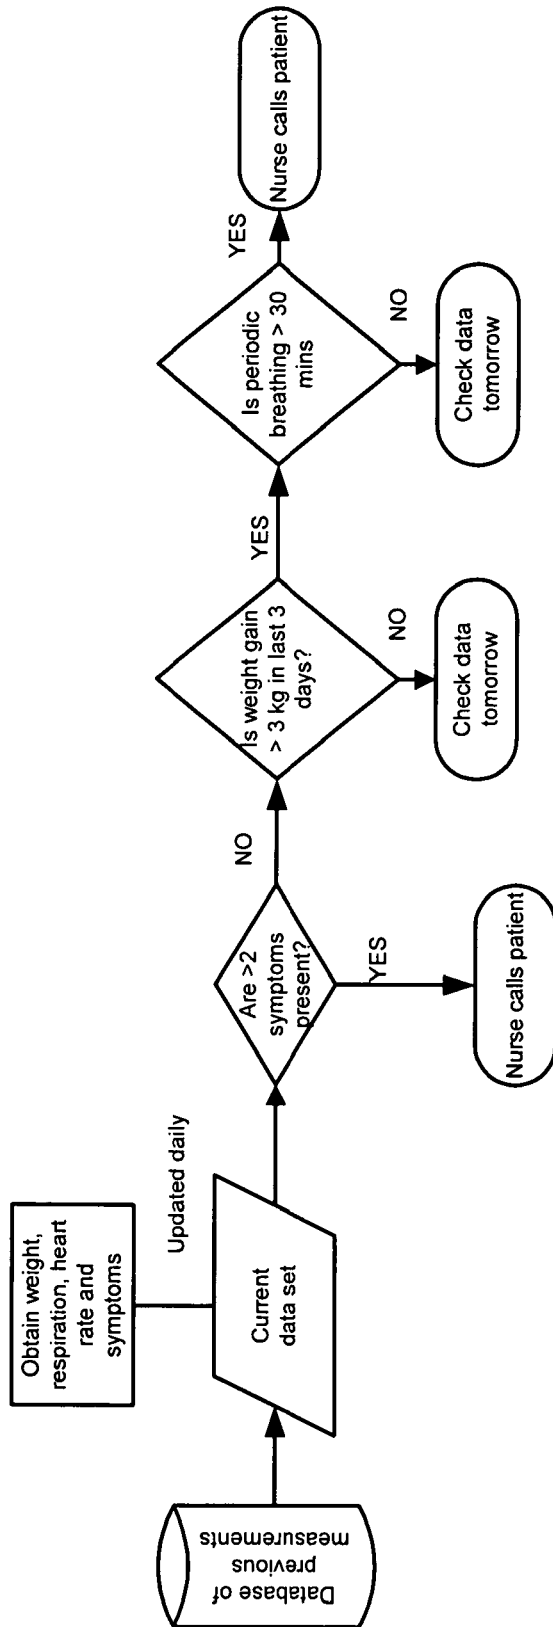 Database of
previous
measurements
Obtain weight,
respiration, heart
rate and
symptoms
Current
data set
Updated daily
Are >2
symptoms
present?
YES
Nurse calls patient
NO
Is weight gain
> 3 kg in last 3
days?
NO
Check data
tomorrow
YES
Is periodic
breathing > 30
mins
NO
Check data
tomorrow
YES
Nurse calls patient